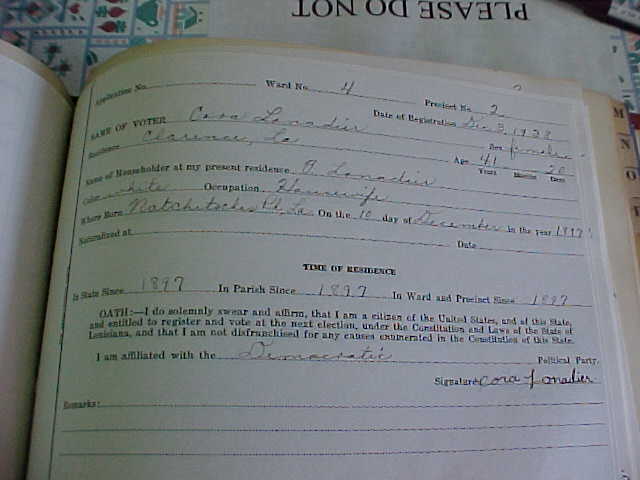 PLEASE DO NOT
Application No. Ward No. 4 Precinct No. 2
Date of Registration Dec 3, 1938
NAME OF VOTER Cora Lonadier Sex female
Residence Clarence, La Age 41 20
Years Months Days
Name of Householder at my present residence Lonadier
Color white Occupation Housewife
Where Born Natchitoches Ph, La. On the 10 day of December in the year 1897
Naturalized at Date
TIME OF RESIDENCE
In State Since 1897 In Parish Since 1897 In Ward and Precinct Since 1897
OATH:—I do solemnly swear and affirm, that I am a citizen of the United States, and of this State,
and entitled to register and vote at the next election, under the Constitution and Laws of the State of
Louisiana, and that I am not disfranchised for any causes enumerated in the Constitution of this State.
I am affiliated with the Democratic Political Party.
Signature Cora Lonadier
Remarks:
M
N
O